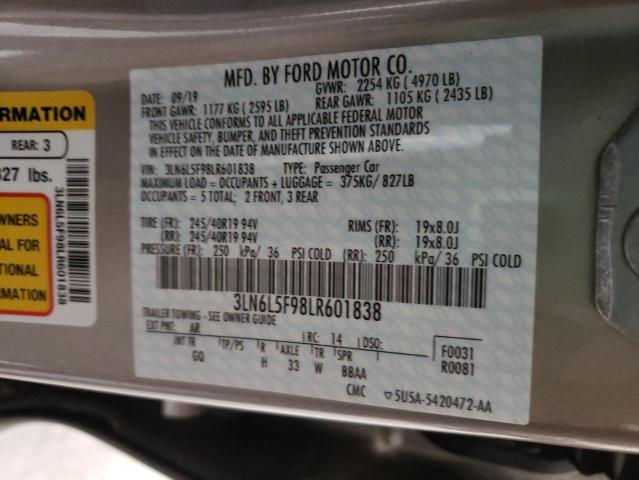 MFD. BY FORD MOTOR CO.
DATE: 09/19
GVWR: 2254 KG ( 4970 LB)
FRONT GAWR: 1177 KG ( 2595 LB)
REAR GAWR: 1105 KG ( 2435 LB)
THIS VEHICLE CONFORMS TO ALL APPLICABLE FEDERAL MOTOR
VEHICLE SAFETY, BUMPER, AND THEFT PREVENTION STANDARDS
IN EFFECT ON THE DATE OF MANUFACTURE SHOWN ABOVE.
VIN: 3LN6L5F98LR601838 TYPE: Passenger Car
MAXIMUM LOAD = OCCUPANTS + LUGGAGE = 375KG/ 827LB
OCCUPANTS = 5 TOTAL: 2 FRONT, 3 REAR
TIRE (FR): 245/40R19 94V RIMS (FR): 19x8.0J
(RR): 245/40R19 94V (RR): 19x8.0J
PRESSURE (FR): 250 kPa/ 36 PSI COLD (RR): 250 kPa/ 36 PSI COLD
3LN6L5F98LR601838
TRAILER TOWING - SEE OWNER GUIDE
EXT PNT: AR RC: 14 DSO:
INT TR TP/PS R AXLE TR SPR
GQ H 33 W BBAA
F0031
R0081
CMC
5U5A-5420472-AA
ORMATION
REAR: 3
827 lbs.
WNERS
AL FOR
TIONAL
RMATION
3LN6L5F98LR601838